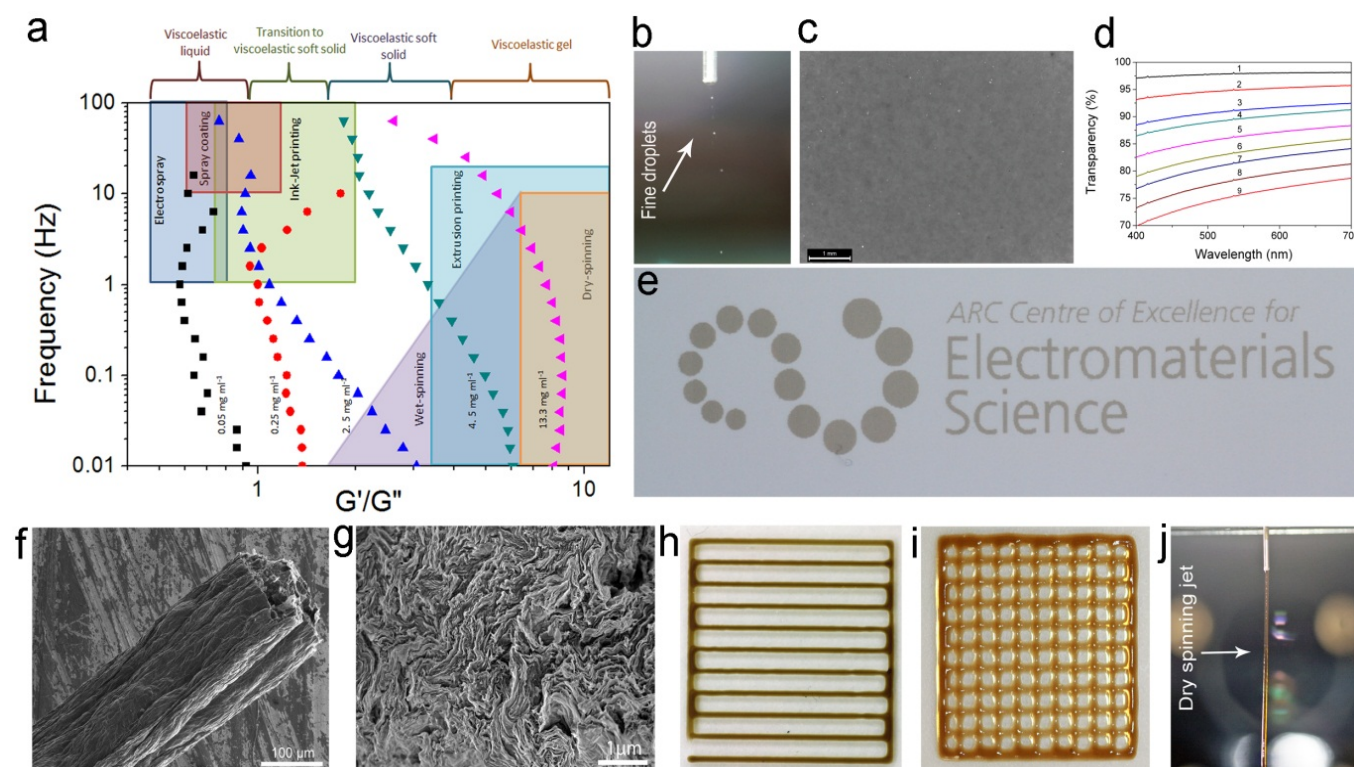 a
Viscoelastic
liquid
Transition to
viscoelastic soft solid
Viscoelastic soft
solid
Viscoelastic gel
100
10
1
0.1
0.01
Frequency (Hz)
1
10
G'/G"
Electrospray
Spray coating
Ink-Jet printing
Extrusion printing
Dry-spinning
Wet-spinning
0.05 mg ml⁻¹
0.25 mg ml⁻¹
2. 5 mg ml⁻¹
4. 5 mg ml⁻¹
13.3 mg ml⁻¹
b
Fine droplets
c
1 mm
d
100
95
90
85
80
75
70
Transparency (%)
1
2
3
4
5
6
7
8
9
400
500
600
700
Wavelength (nm)
e
ARC Centre of Excellence for
Electromaterials
Science
f
100 µm
g
1µm
h
i
j
Dry spinning jet